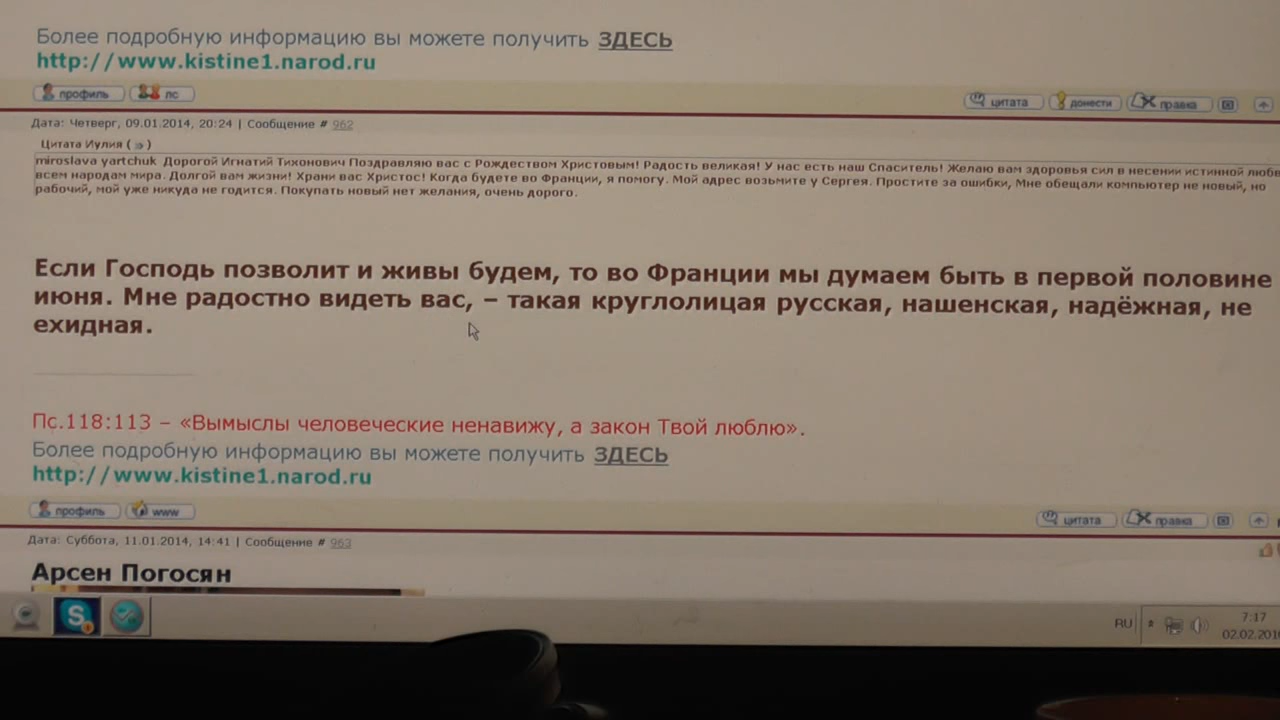 Более подробную информацию вы можете получить ЗДЕСЬ
http://www.kistine1.narod.ru
профиль пс цитата донести правка
Дата: Четверг, 09.01.2014, 20:24 | Сообщение # 962
Цитата Иулия ( )
miroslava yartchuk Дорогой Игнатий Тихонович Поздравляю вас с Рождеством Христовым! Радость великая! У нас есть наш Спаситель! Желаю вам здоровья сил в несении истинной
всем народам мира. Долгой вам жизни! Храни вас Христос! Когда будете во Франции, я помогу. Мой адрес возьмите у Сергея. Простите за ошибки, Мне обещали компьютер не новый, но
рабочий, мой уже никуда не годится. Покупать новый нет желания, очень дорого.
Если Господь позволит и живы будем, то во Франции мы думаем быть в первой половине
июня. Мне радостно видеть вас, – такая круглолицая русская, нашенская, надёжная, не
ехидная.
Пс.118:113 – «Вымыслы человеческие ненавижу, а закон Твой люблю».
Более подробную информацию вы можете получить ЗДЕСЬ
http://www.kistine1.narod.ru
профиль www цитата правка
Дата: Суббота, 11.01.2014, 14:41 | Сообщение # 963
Арсен Погосян
RU 7:17